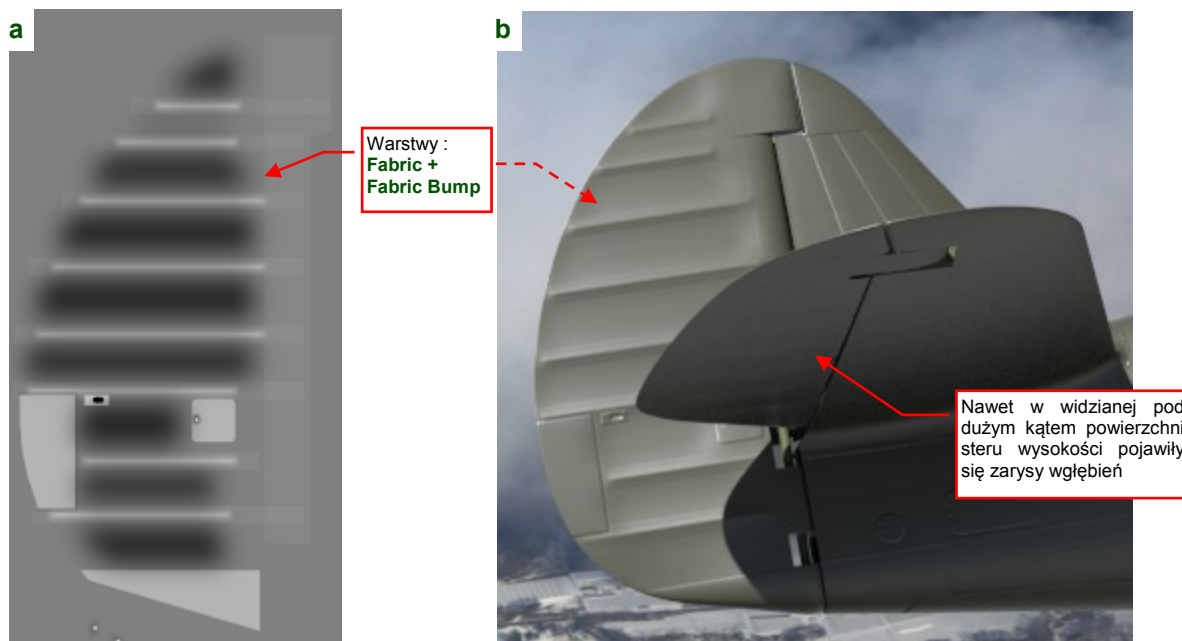 a
b
Warstwy :
Fabric +
Fabric Bump
Nawet w widzianej pod
dużym kątem powierzchni
steru wysokości pojawiły
się zarysy wgłębień